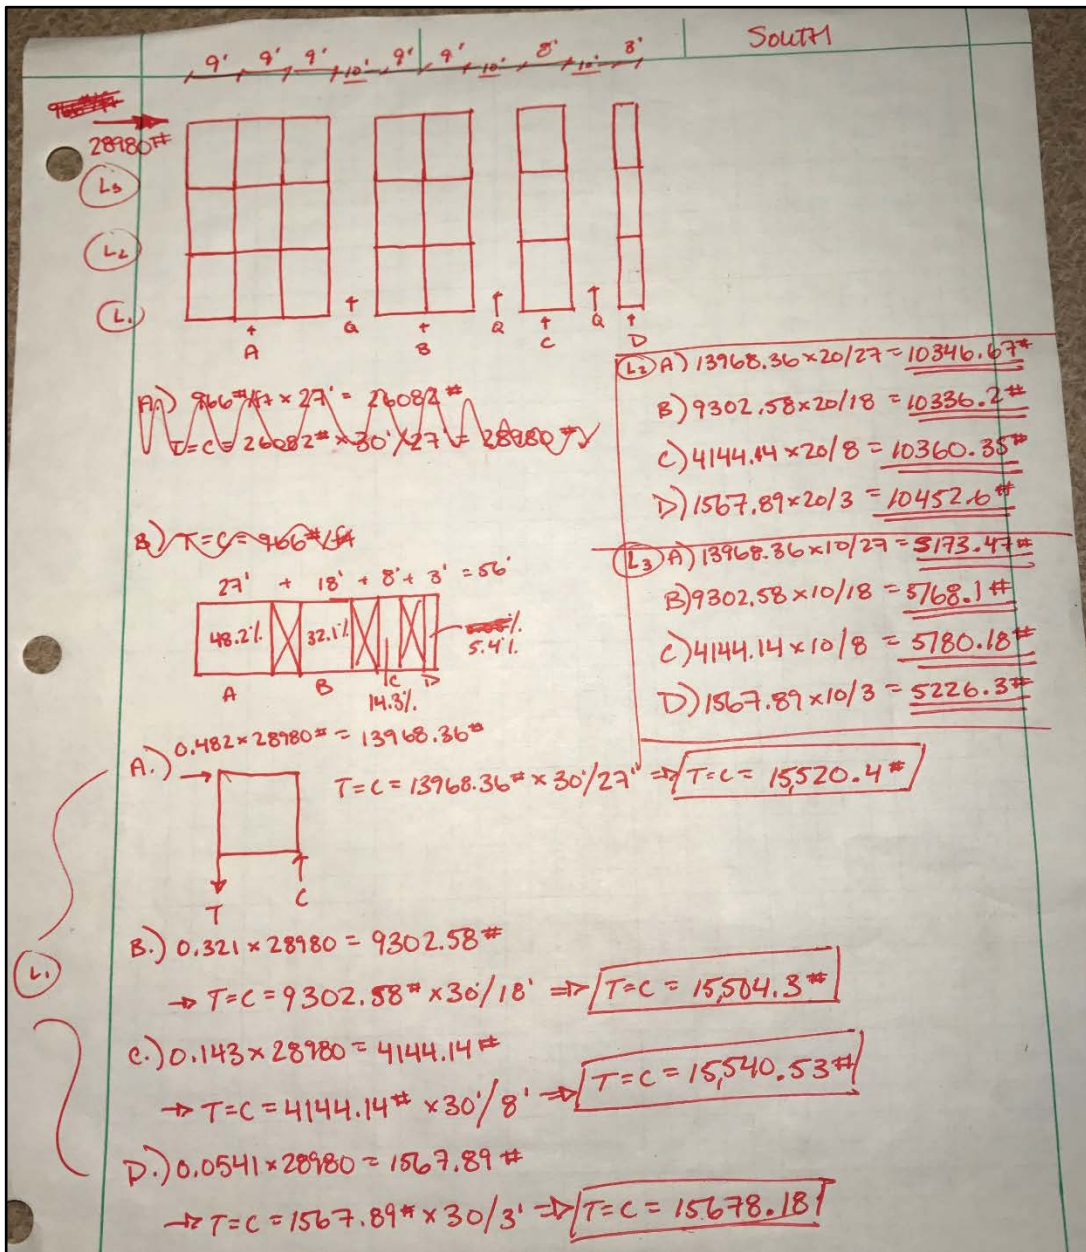 SOUTH
9' 9' 9' 10' 9' 9' 10' 8' 10' 3'
28980#
L3
L2
L1
A Q B Q C Q D
A.) 966#/ft × 27' = 26082#
T=C= 26082# × 30'/27' = 28980#
B.) T=C= 966#/ft
27' + 18' + 8' + 3' = 56'
48.2% 32.1% 5.4%
A B C D
14.3%
L2 A) 13968.36×20/27 = 10346.67#
B) 9302.58×20/18 = 10336.2#
C) 4144.14×20/8 = 10360.35#
D) 1567.89×20/3 = 10452.6#
L3 A) 13968.36×10/27 = 5173.47#
B) 9302.58×10/18 = 5768.1#
C) 4144.14×10/8 = 5780.18#
D) 1567.89×10/3 = 5226.3#
A.) 0.482×28980# = 13968.36#
T=C= 13968.36# × 30'/27' ⇒ T=C= 15,520.4#
T C
L1
B.) 0.321×28980 = 9302.58#
→ T=C= 9302.58# ×30'/18' ⇒ T=C= 15,504.3#
C.) 0.143×28980 = 4144.14#
→ T=C= 4144.14# ×30'/8' ⇒ T=C= 15,540.53#
D.) 0.0541×28980 = 1567.89#
→ T=C= 1567.89# ×30/3' ⇒ T=C= 15678.18